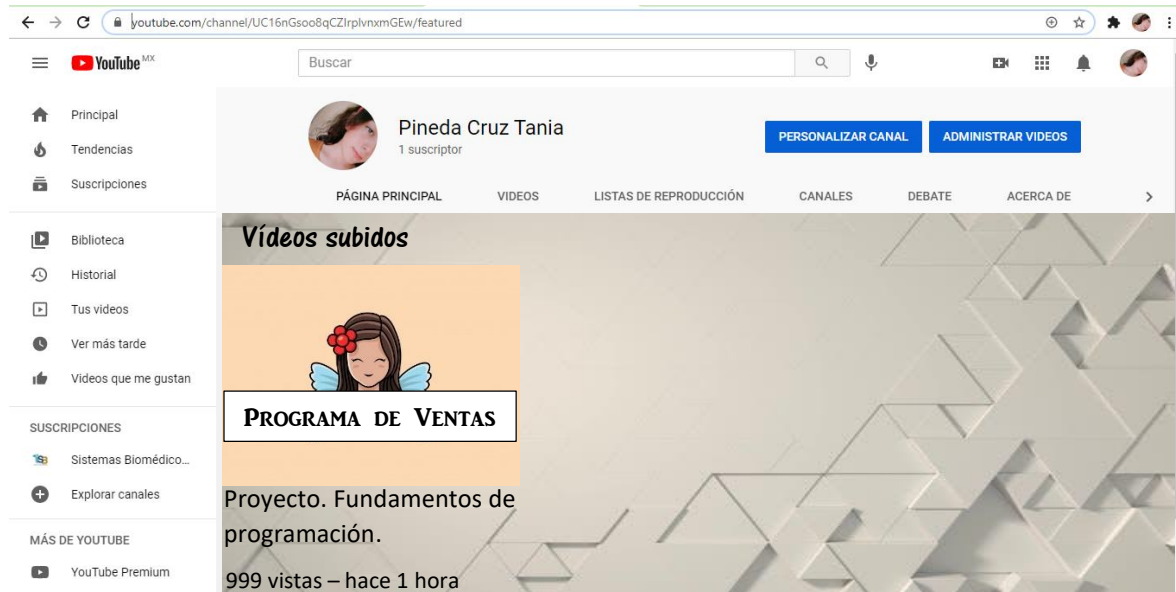 youtube.com/channel/UC16nGsoo8qCZIrpIvnxmGEw/featured
YouTube MX
Buscar
Principal
Tendencias
Suscripciones
Biblioteca
Historial
Tus videos
Ver más tarde
Videos que me gustan
SUSCRIPCIONES
Sistemas Biomédico...
Explorar canales
MÁS DE YOUTUBE
YouTube Premium
Pineda Cruz Tania
1 suscriptor
PERSONALIZAR CANAL
ADMINISTRAR VIDEOS
PÁGINA PRINCIPAL VIDEOS LISTAS DE REPRODUCCIÓN CANALES DEBATE ACERCA DE
Vídeos subidos
PROGRAMA DE VENTAS
Proyecto. Fundamentos de
programación.
999 vistas – hace 1 hora